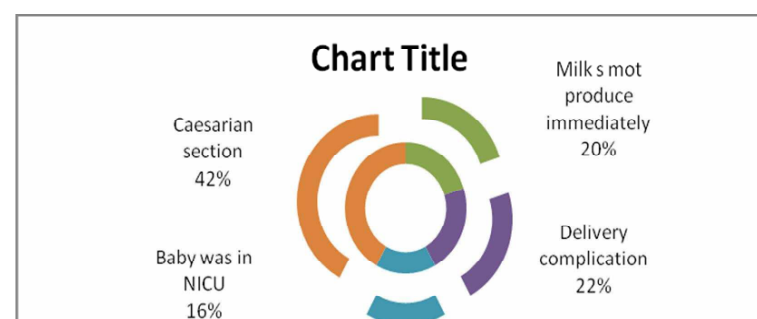 Chart Title
Milk s mot
produce
immediately
20%
Caesarian
section
42%
Delivery
complication
22%
Baby was in
NICU
16%